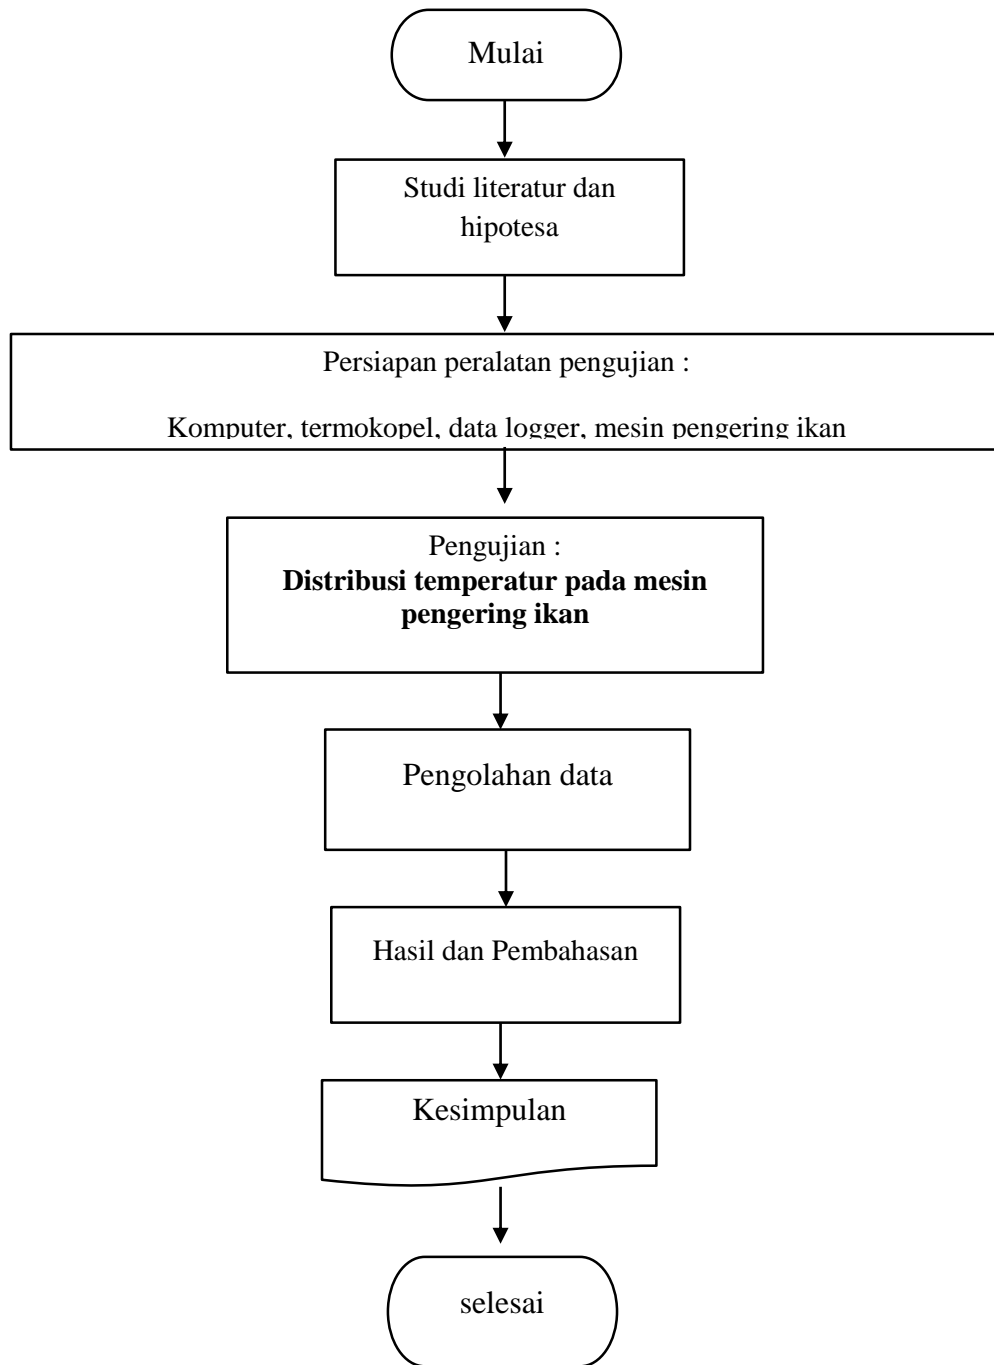 Mulai
Studi literatur dan
hipotesa
Persiapan peralatan pengujian :
Komputer, termokopel, data logger, mesin pengering ikan
Pengujian :
Distribusi temperatur pada mesin
pengering ikan
Pengolahan data
Hasil dan Pembahasan
Kesimpulan
selesai